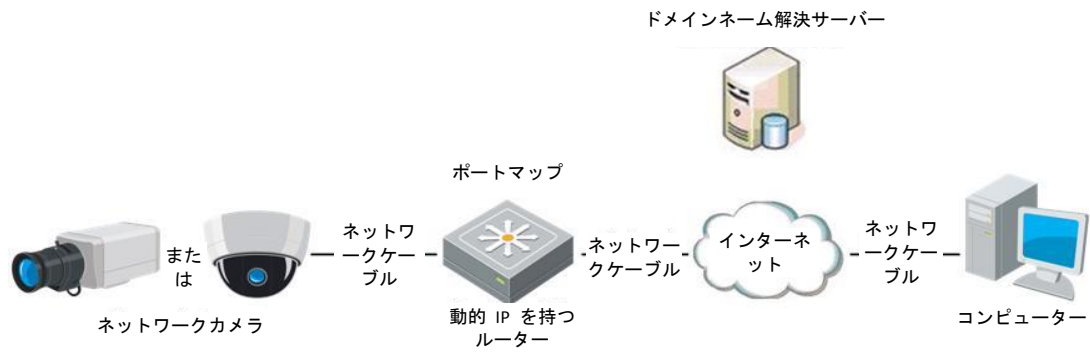 ドメインネーム解決サーバー
ポートマップ
また
は
ネットワ
ークケー
ブル
ネットワー
クケーブル
インターネ
ット
ネットワ
ークケー
ブル
ネットワークカメラ
動的 IP を持つ
ルーター
コンピューター